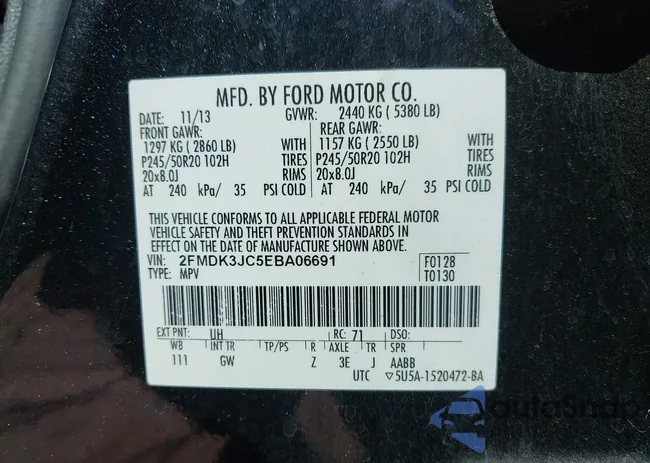 MFD. BY FORD MOTOR CO.
DATE: 11/13 GVWR: 2440 KG ( 5380 LB)
FRONT GAWR: REAR GAWR:
1297 KG ( 2860 LB) WITH 1157 KG ( 2550 LB) WITH
P245/50R20 102H TIRES P245/50R20 102H TIRES
20x8.0J RIMS 20x8.0J RIMS
AT 240 kPa/ 35 PSI COLD AT 240 kPa/ 35 PSI COLD
THIS VEHICLE CONFORMS TO ALL APPLICABLE FEDERAL MOTOR
VEHICLE SAFETY AND THEFT PREVENTION STANDARDS IN
EFFECT ON THE DATE OF MANUFACTURE SHOWN ABOVE.
VIN: 2FMDK3JC5EBA06691 F0128
TYPE: MPV T0130
EXT PNT: UH RC: 71 DSO:
WB INT TR TP/PS R AXLE TR SPR
111 GW Z 3E J AABB
UTC ▽5U5A-1520472-BA
AutoSnap